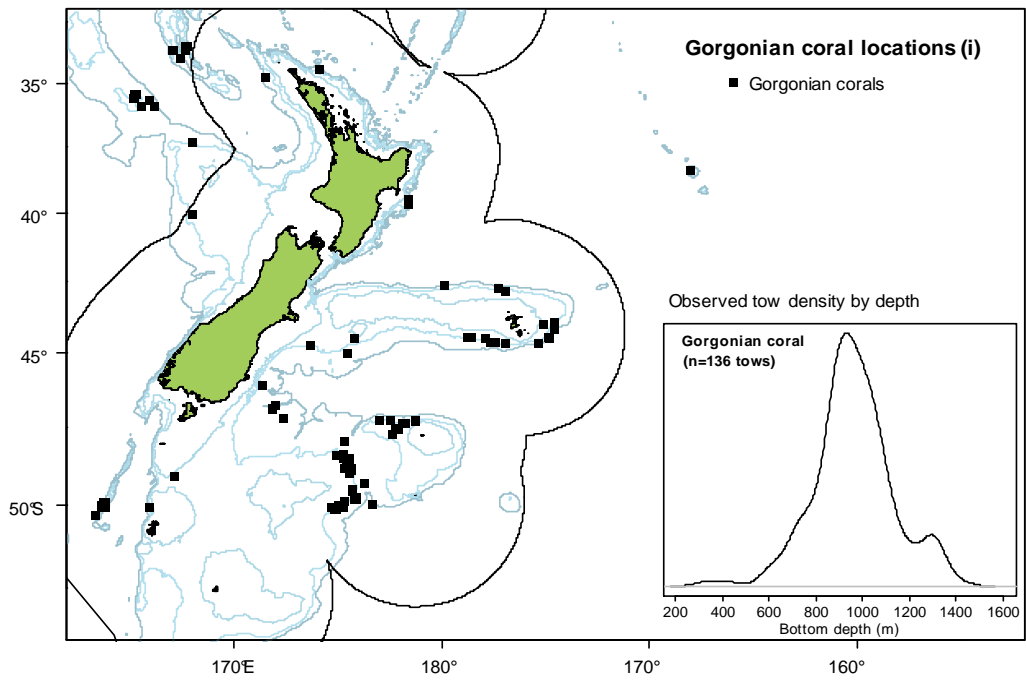 Gorgonian coral locations (i)
Gorgonian corals
35°
40°
45°
50°S
170°E
180°
170°
160°
Observed tow density by depth
Gorgonian coral
(n=136 tows)
200 400 600 800 1000 1200 1400 1600
Bottom depth (m)